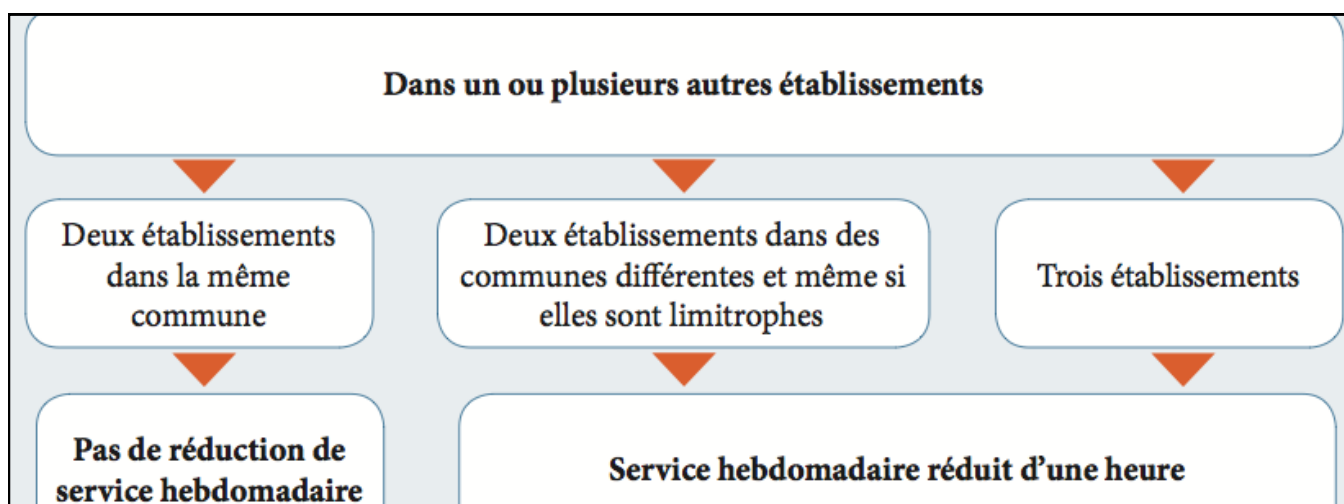 Dans un ou plusieurs autres établissements
Deux établissements
dans la même
commune
Deux établissements dans des
communes différentes et même si
elles sont limitrophes
Trois établissements
Pas de réduction de
service hebdomadaire
Service hebdomadaire réduit d’une heure